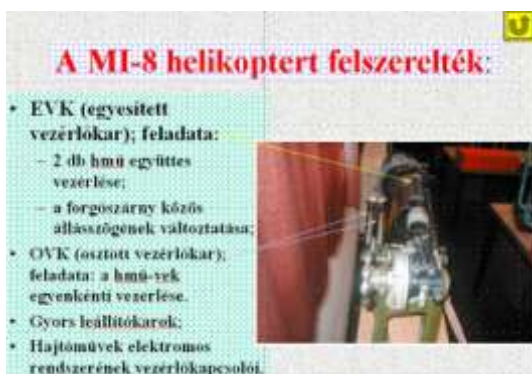 A MI-8 helikoptert felszerelték:
• EVK (egyesített
vezérlőkar); feladata:
– 2 db hmű együttes
vezérlése;
– a forgószárny közös
állásszögének változtatása;
• OVK (osztott vezérlőkar);
feladata: a hmű-vek
egyenkénti vezérlése.
• Gyors leállítókarok;
• Hajtóművek elektromos
rendszerének vezérlőkapcsolói.